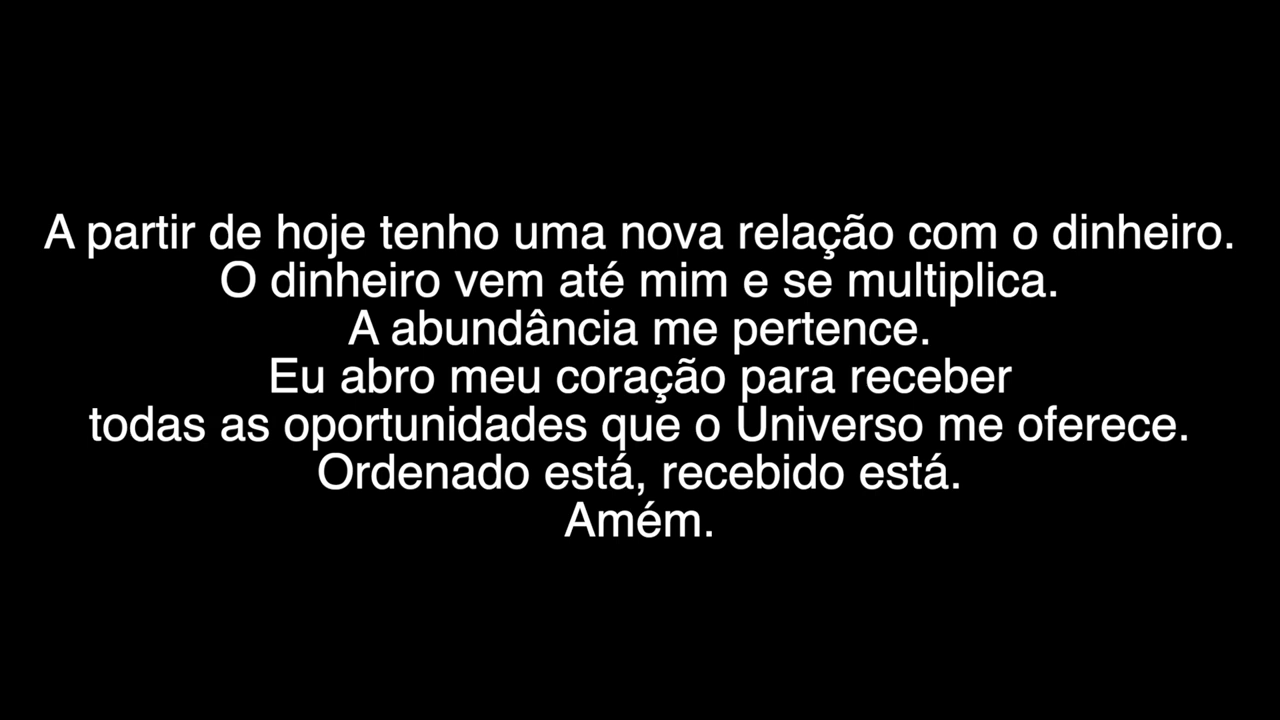 A partir de hoje tenho uma nova relação com o dinheiro.
O dinheiro vem até mim e se multiplica.
A abundância me pertence.
Eu abro meu coração para receber
todas as oportunidades que o Universo me oferece.
Ordenado está, recebido está.
Amém.